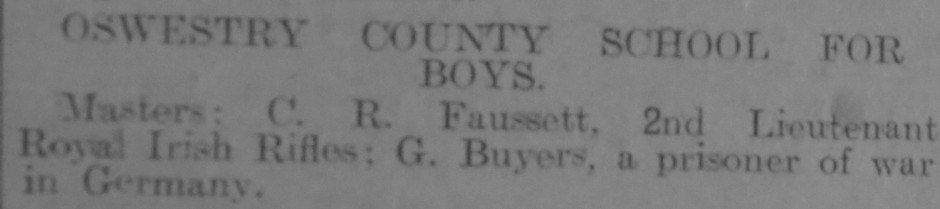 OSWESTRY COUNTY SCHOOL FOR
BOYS.
Masters: C. R. Faussett, 2nd Lieutenant
Royal Irish Rifles; G. Buyers, a prisoner of war
in Germany.